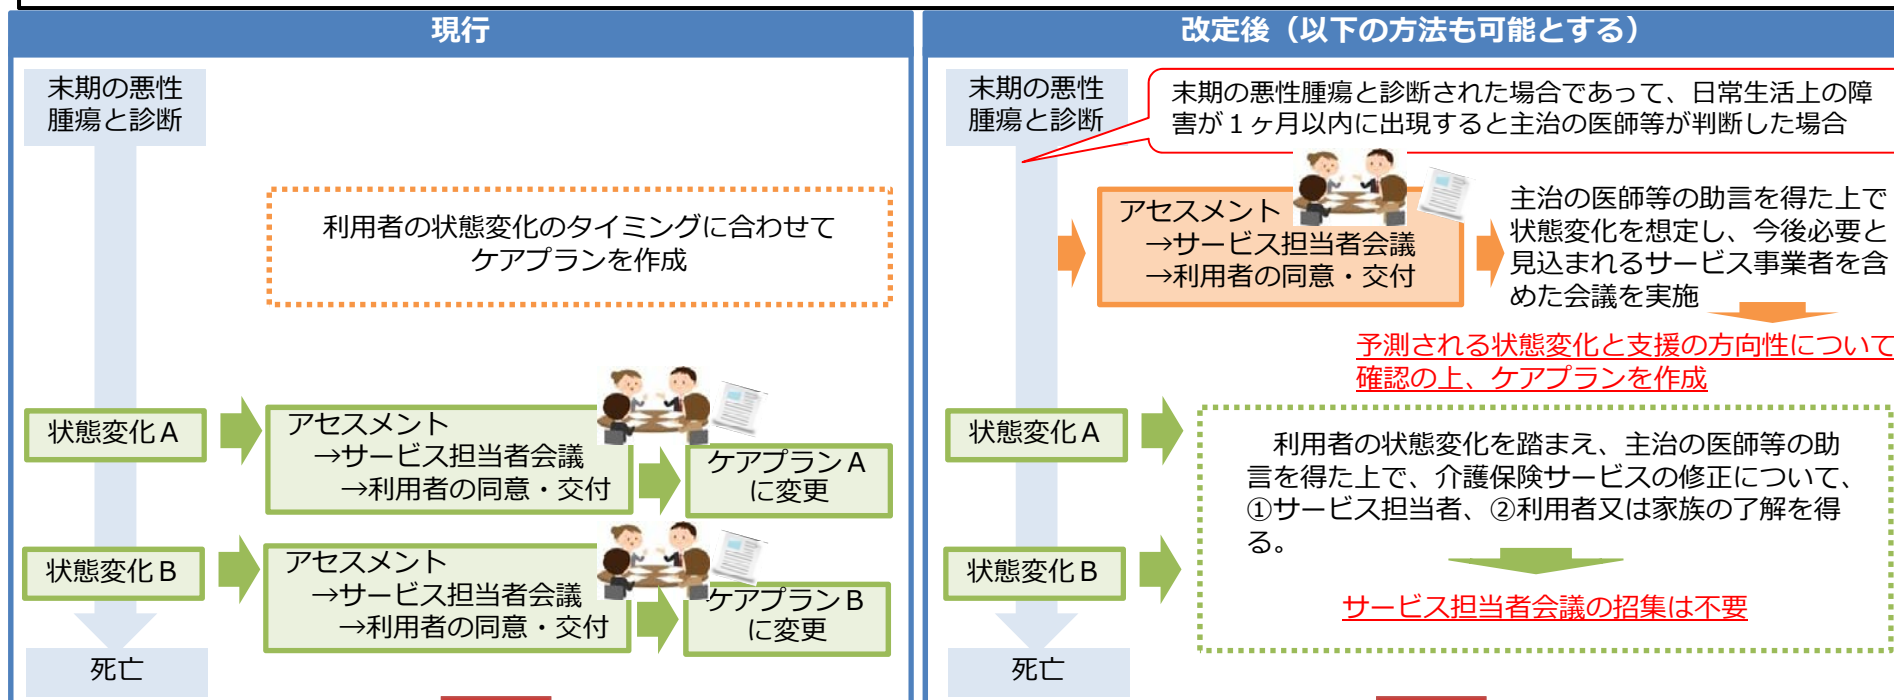 現行
末期の悪性
腫瘍と診断
利用者の状態変化のタイミングに合わせて
ケアプランを作成
状態変化A
アセスメント
→サービス担当者会議
→利用者の同意・交付
ケアプランA
に変更
状態変化B
アセスメント
→サービス担当者会議
→利用者の同意・交付
ケアプランB
に変更
死亡
改定後（以下の方法も可能とする）
末期の悪性
腫瘍と診断
末期の悪性腫瘍と診断された場合であって、日常生活上の障
害が１ヶ月以内に出現すると主治の医師等が判断した場合
アセスメント
→サービス担当者会議
→利用者の同意・交付
主治の医師等の助言を得た上で
状態変化を想定し、今後必要と
見込まれるサービス事業者を含
めた会議を実施
予測される状態変化と支援の方向性について
確認の上、ケアプランを作成
状態変化A
利用者の状態変化を踏まえ、主治の医師等の助
言を得た上で、介護保険サービスの修正について、
①サービス担当者、②利用者又は家族の了解を得
る。
状態変化B
サービス担当者会議の招集は不要
死亡